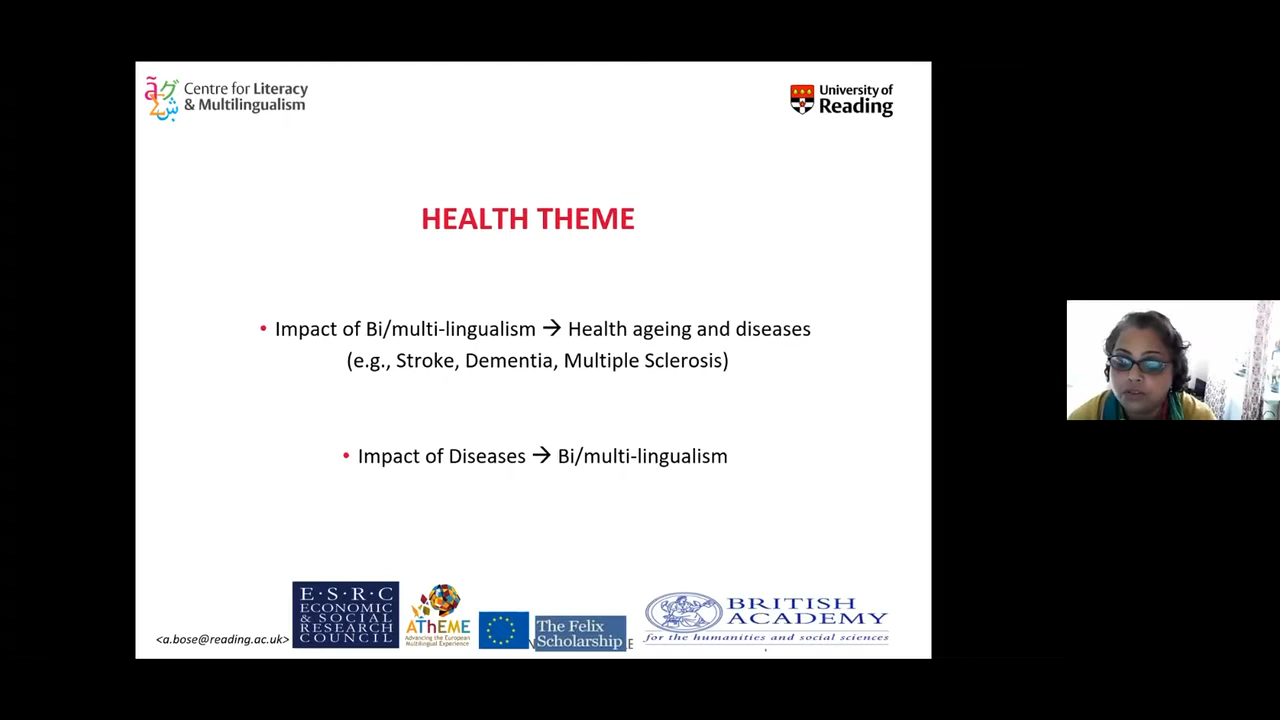 Centre for Literacy
& Multilingualism
University of
Reading
HEALTH THEME
• Impact of Bi/multi-lingualism → Health ageing and diseases
(e.g., Stroke, Dementia, Multiple Sclerosis)
• Impact of Diseases → Bi/multi-lingualism
<a.bose@reading.ac.uk>
E·S·R·C
ECONOMIC
& SOCIAL
RESEARCH
COUNCIL
AThEME
Advancing the European
Multilingual Experience
The Felix
Scholarship
BRITISH
ACADEMY
for the humanities and social sciences